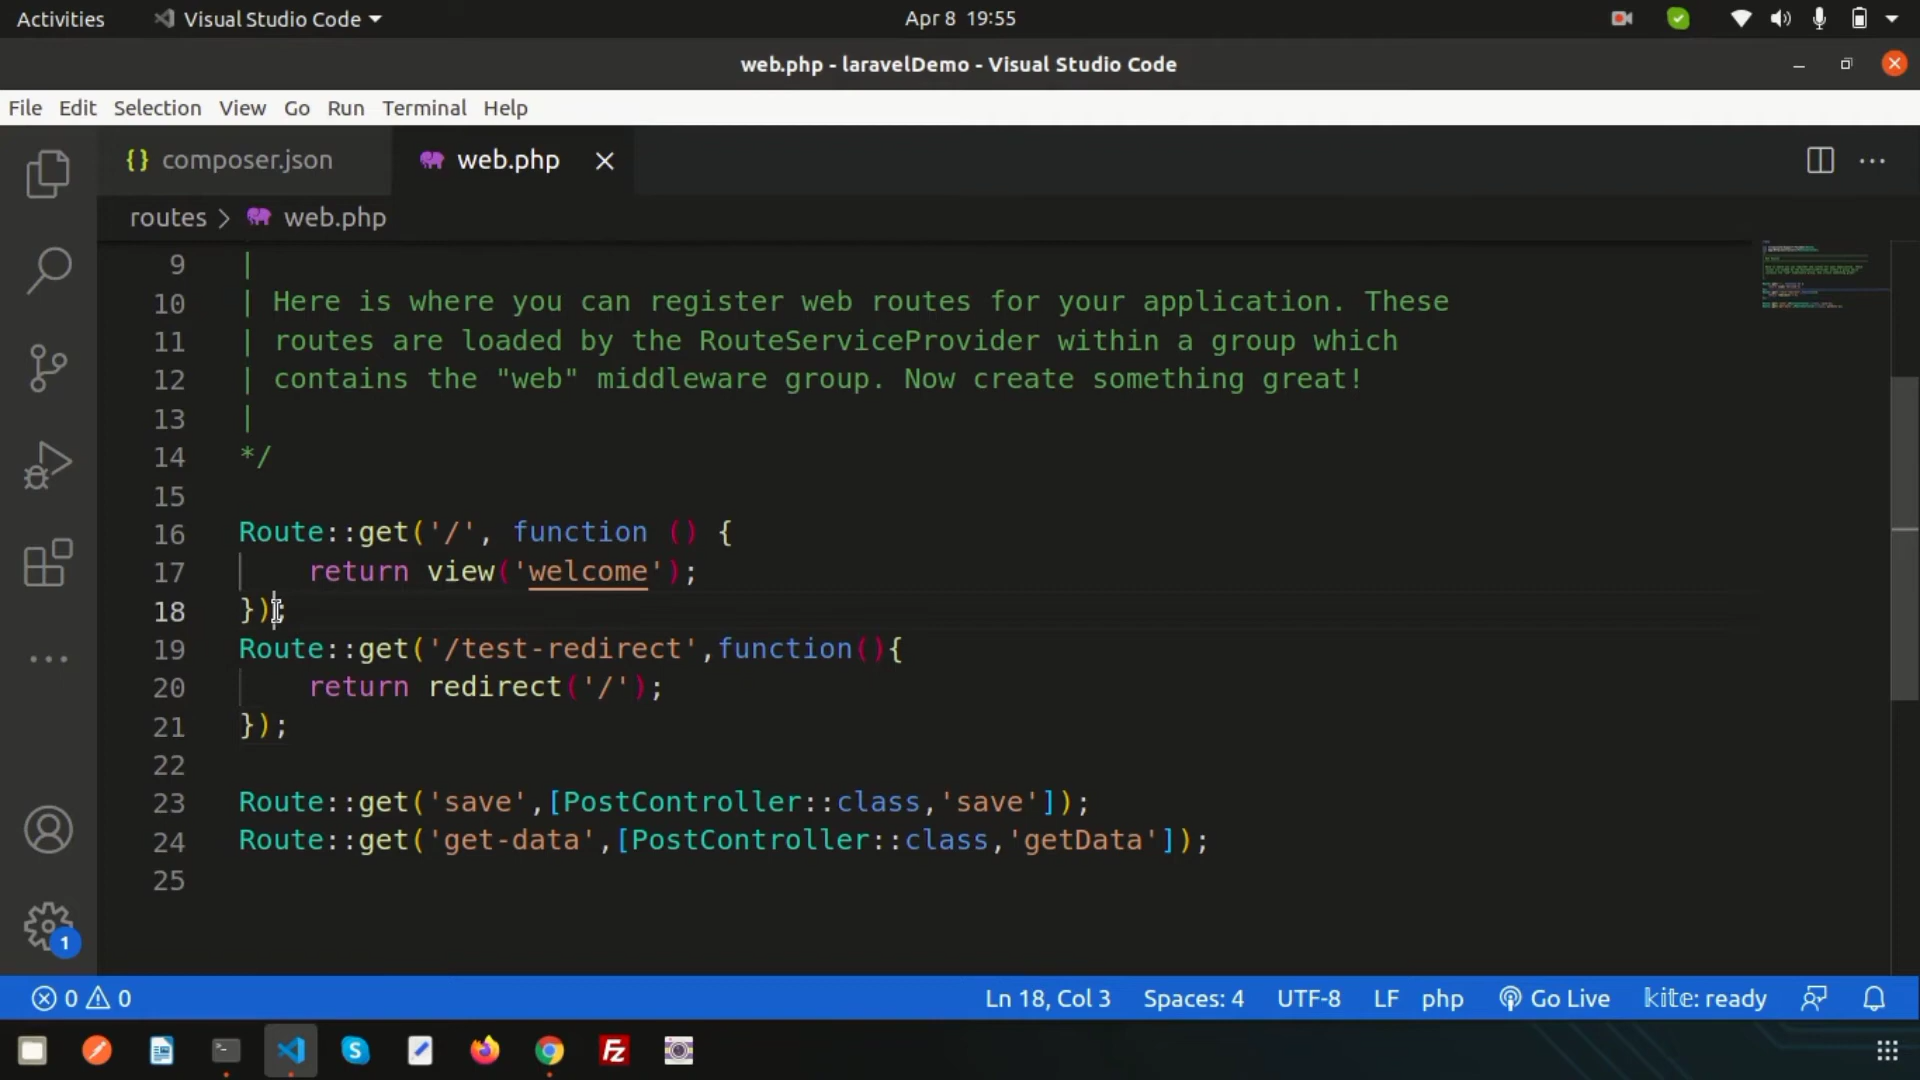 Activities Visual Studio Code Apr 8 19:55
web.php - laravelDemo - Visual Studio Code
File Edit Selection View Go Run Terminal Help
{} composer.json web.php
routes > web.php
9 |
10 | Here is where you can register web routes for your application. These
11 | routes are loaded by the RouteServiceProvider within a group which
12 | contains the "web" middleware group. Now create something great!
13 |
14 */
15
16 Route::get('/', function () {
17 return view('welcome');
18 });
19 Route::get('/test-redirect',function(){
20 return redirect('/');
21 });
22
23 Route::get('save',[PostController::class,'save']);
24 Route::get('get-data',[PostController::class,'getData']);
25
1
0 0 Ln 18, Col 3 Spaces: 4 UTF-8 LF php Go Live kite: ready